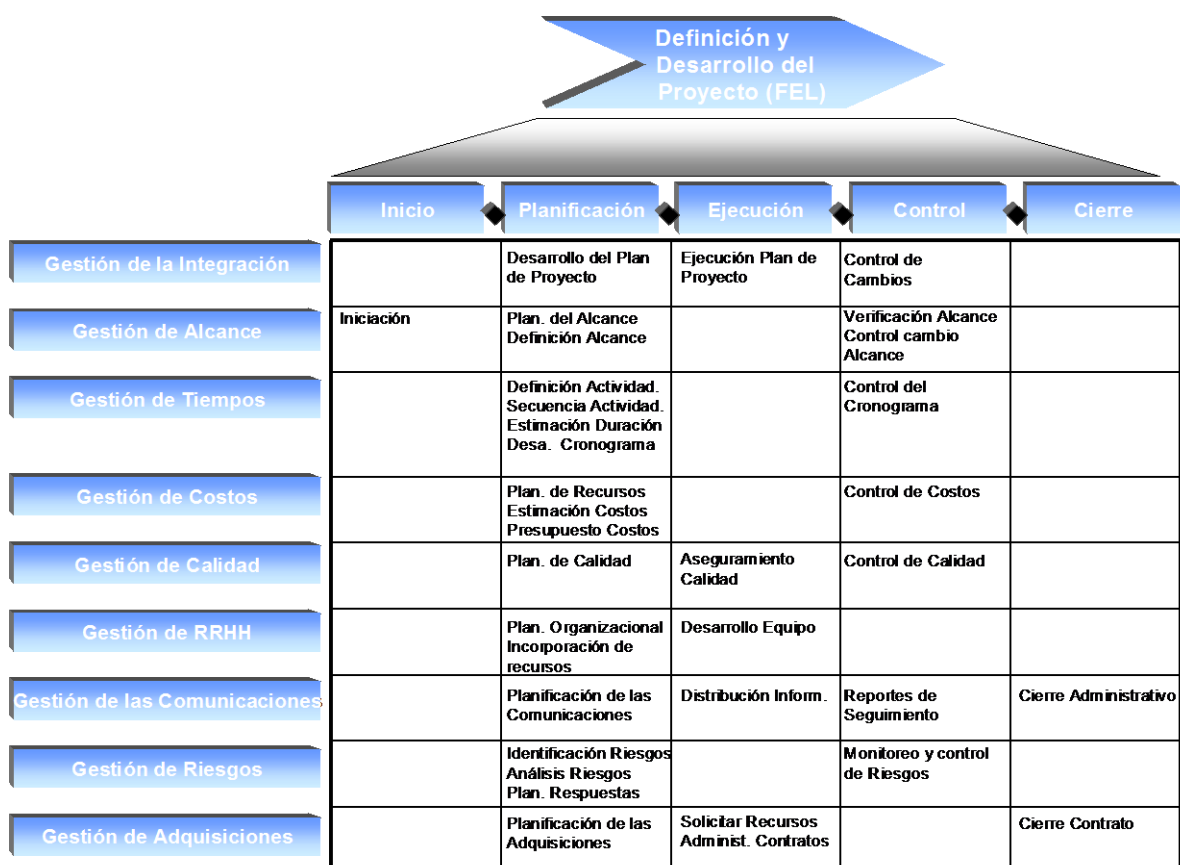 Definición y
Desarrollo del
Proyecto (FEL)
Inicio
Planificación
Ejecución
Control
Cierre
Gestión de la Integración
Desarrollo del Plan
de Proyecto
Ejecución Plan de
Proyecto
Control de
Cambios
Gestión de Alcance
Iniciación
Plan. del Alcance
Definición Alcance
Verificación Alcance
Control cambio
Alcance
Gestión de Tiempos
Definición Actividad.
Secuencia Actividad.
Estimación Duración
Desa. Cronograma
Control del
Cronograma
Gestión de Costos
Plan. de Recursos
Estimación Costos
Presupuesto Costos
Control de Costos
Gestión de Calidad
Plan. de Calidad
Aseguramiento
Calidad
Control de Calidad
Gestión de RRHH
Plan. Organizacional
Incorporación de
recursos
Desarrollo Equipo
Gestión de las Comunicaciones
Planificación de las
Comunicaciones
Distribución Inform.
Reportes de
Seguimiento
Cierre Administrativo
Gestión de Riesgos
Identificación Riesgos
Análisis Riesgos
Plan. Respuestas
Monitoreo y control
de Riesgos
Gestión de Adquisiciones
Planificación de las
Adquisiciones
Solicitar Recursos
Administ. Contratos
Cierre Contrato